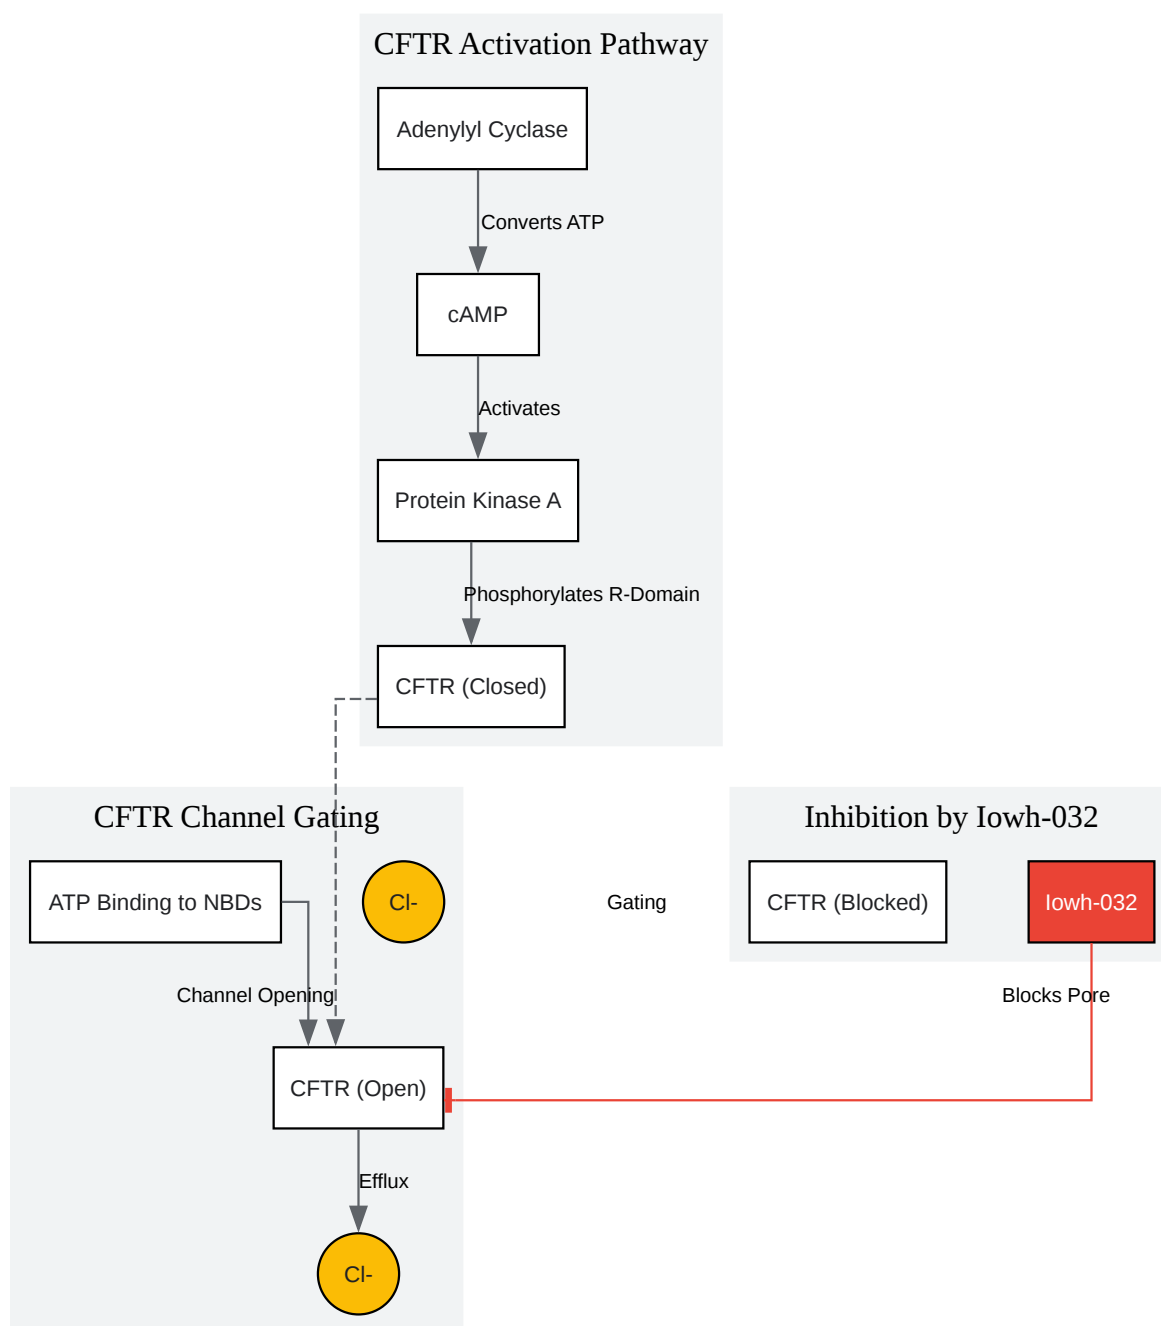 CFTR Activation Pathway
Adenylyl Cyclase
Converts ATP
cAMP
Activates
Protein Kinase A
Phosphorylates R-Domain
CFTR (Closed)
CFTR Channel Gating
ATP Binding to NBDs
Cl-
Channel Opening
CFTR (Open)
Efflux
Cl-
Gating
Inhibition by Iowh-032
CFTR (Blocked)
Iowh-032
Blocks Pore